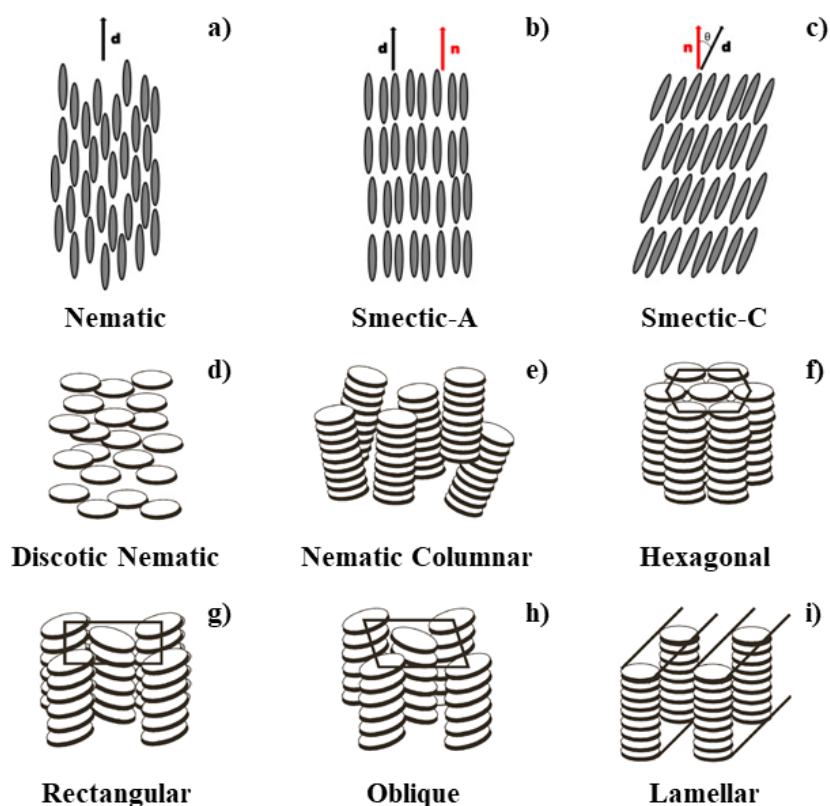 d
a)
Nematic
d
n
b)
Smectic-A
n
θ
d
c)
Smectic-C
d)
Discotic Nematic
e)
Nematic Columnar
f)
Hexagonal
g)
Rectangular
h)
Oblique
i)
Lamellar